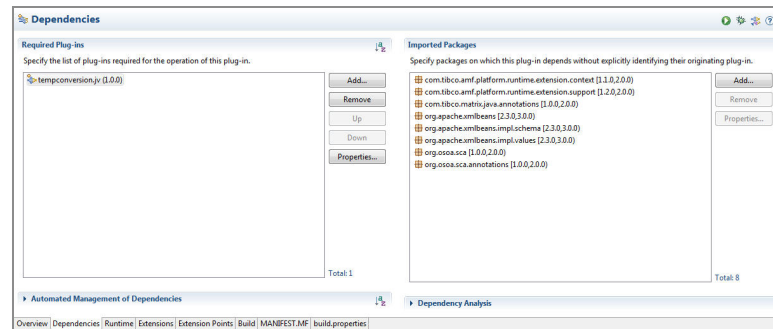 Dependencies
Required Plug-ins
Specify the list of plug-ins required for the operation of this plug-in.
tempconversion.jv (1.0.0)
Add...
Remove
Up
Down
Properties...
Total: 1
Automated Management of Dependencies
Imported Packages
Specify packages on which this plug-in depends without explicitly identifying their originating plug-in.
com.tibco.amf.platform.runtime.extension.context [1.1.0,2.0.0)
com.tibco.amf.platform.runtime.extension.support [1.2.0,2.0.0)
com.tibco.matrix.java.annotations [1.0.0,2.0.0)
org.apache.xmlbeans [2.3.0,3.0.0)
org.apache.xmlbeans.impl.schema [2.3.0,3.0.0)
org.apache.xmlbeans.impl.values [2.3.0,3.0.0)
org.osoa.sca [1.0.0,2.0.0)
org.osoa.sca.annotations [1.0.0,2.0.0)
Add...
Remove
Properties...
Total: 8
Dependency Analysis
Overview Dependencies Runtime Extensions Extension Points Build MANIFEST.MF build.properties